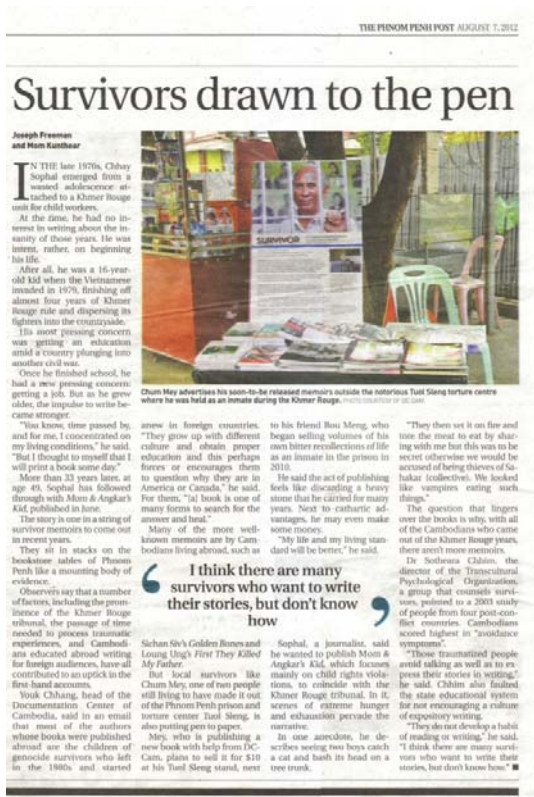 THE PHNOM PENH POST AUGUST 7, 2012
Survivors drawn to the pen
Joseph Freeman
and Mom Kunthear
IN THE late 1970s, Chhay
Sophal emerged from a
wasted adolescence at-
tached to a Khmer Rouge
unit for child workers.
At the time, he had no in-
terest in writing about the in-
sanity of those years. He was
intent, rather, on beginning
his life.
After all, he was a 16-year-
old kid when the Vietnamese
invaded in 1979, finishing off
almost four years of Khmer
Rouge rule and dispersing its
fighters into the countryside.
His most pressing concern
was getting an education
amid a country plunging into
another civil war.
Once he finished school, he
had a new pressing concern:
getting a job. But as he grew
older, the impulse to write be-
came stronger.
"You know, time passed by,
and for me, I concentrated on
my living conditions," he said.
"But I thought to myself that I
will print a book some day."
More than 33 years later, at
age 49, Sophal has followed
through with Mom & Angkar's
Kid, published in June.
The story is one in a string of
survivor memoirs to come out
in recent years.
They sit in stacks on the
bookstore tables of Phnom
Penh like a mounting body of
evidence.
Observers say that a number
of factors, including the prom-
inence of the Khmer Rouge
tribunal, the passage of time
needed to process traumatic
experiences, and Cambodi-
ans educated abroad writing
for foreign audiences, have all
contributed to an uptick in the
first-hand accounts.
Youk Chhang, head of the
Documentation Center of
Cambodia, said in an email
that most of the authors
whose books were published
abroad are the children of
genocide survivors who left
in the 1980s and started
SURVIVOR
Chum Mey advertises his soon-to-be released memoirs outside the notorious Tuol Sleng torture centre
where he was held as an inmate during the Khmer Rouge. PHOTO COURTESY OF DC-CAM
anew in foreign countries.
"They grow up with different
culture and obtain proper
education and this perhaps
forces or encourages them
to question why they are in
America or Canada," he said.
For them, "[a] book is one of
many forms to search for the
answer and heal."
Many of the more well-
known memoirs are by Cam-
bodians living abroad, such as
I think there are many
survivors who want to write
their stories, but don't know
how
Sichan Siv's Golden Bones and
Loung Ung's First They Killed
My Father.
But local survivors like
Chum Mey, one of two people
still living to have made it out
of the Phnom Penh prison and
torture center Tuol Sleng, is
also putting pen to paper.
Mey, who is publishing a
new book with help from DC-
Cam, plans to sell it for $10
at his Tuol Sleng stand, next
to his friend Bou Meng, who
began selling volumes of his
own bitter recollections of life
as an inmate in the prison in
2010.
He said the act of publishing
feels like discarding a heavy
stone that he carried for many
years. Next to cathartic ad-
vantages, he may even make
some money.
"My life and my living stan-
dard will be better," he said.
Sophal, a journalist, said
he wanted to publish Mom &
Angkar's Kid, which focuses
mainly on child rights viola-
tions, to coincide with the
Khmer Rouge tribunal. In it,
scenes of extreme hunger
and exhaustion pervade the
narrative.
In one anecdote, he de-
scribes seeing two boys catch
a cat and bash its head on a
tree trunk.
"They then set it on fire and
tore the meat to eat by shar-
ing with me but this was to be
secret otherwise we would be
accused of being thieves of Sa-
hakar (collective). We looked
like vampires eating such
things."
The question that lingers
over the books is why, with all
of the Cambodians who came
out of the Khmer Rouge years,
there aren't more memoirs.
Dr Sotheara Chhim, the
director of the Transcultural
Psychological Organization,
a group that counsels survi-
vors, pointed to a 2003 study
of people from four post-con-
flict countries. Cambodians
scored highest in "avoidance
symptoms".
"Those traumatized people
avoid talking as well as to ex-
press their stories in writing,"
he said. Chhim also faulted
the state educational system
for not encouraging a culture
of expository writing.
"They do not develop a habit
of reading or writing," he said.
"I think there are many survi-
vors who want to write their
stories, but don't know how."